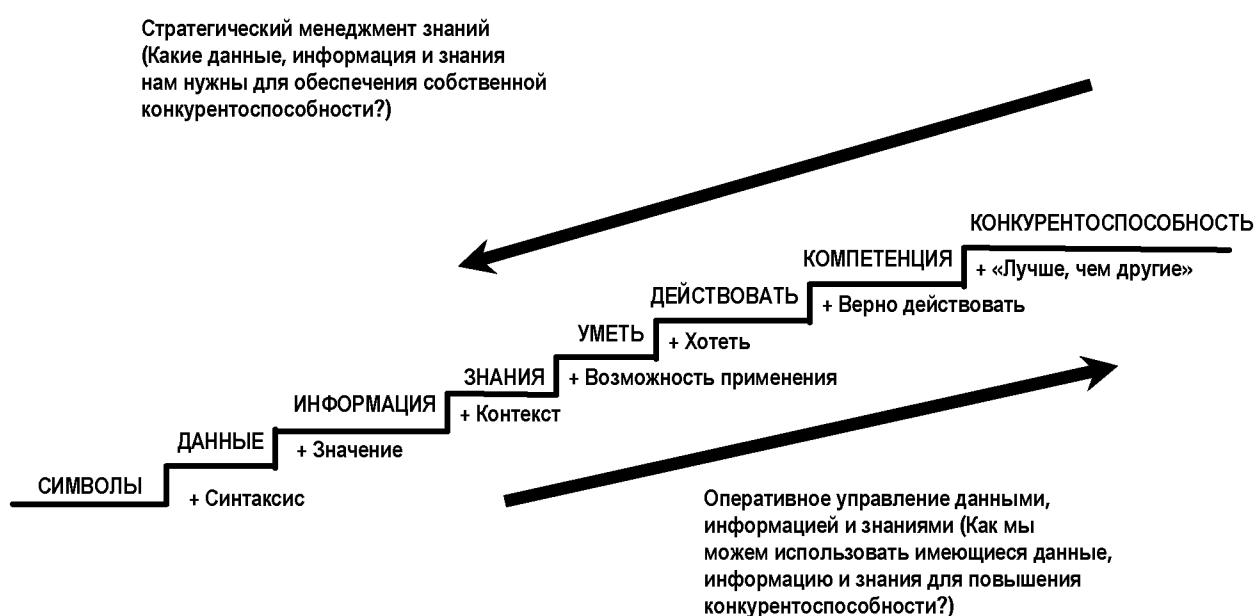 Стратегический менеджмент знаний
(Какие данные, информация и знания
нам нужны для обеспечения собственной
конкурентоспособности?)
КОНКУРЕНТОСПОСОБНОСТЬ
+ «Лучше, чем другие»
КОМПЕТЕНЦИЯ
+ Верно действовать
ДЕЙСТВОВАТЬ
+ Хотеть
УМЕТЬ
+ Возможность применения
ЗНАНИЯ
+ Контекст
ИНФОРМАЦИЯ
+ Значение
ДАННЫЕ
+ Синтаксис
СИМВОЛЫ
Оперативное управление данными,
информацией и знаниями (Как мы
можем использовать имеющиеся данные,
информацию и знания для повышения
конкурентоспособности?)